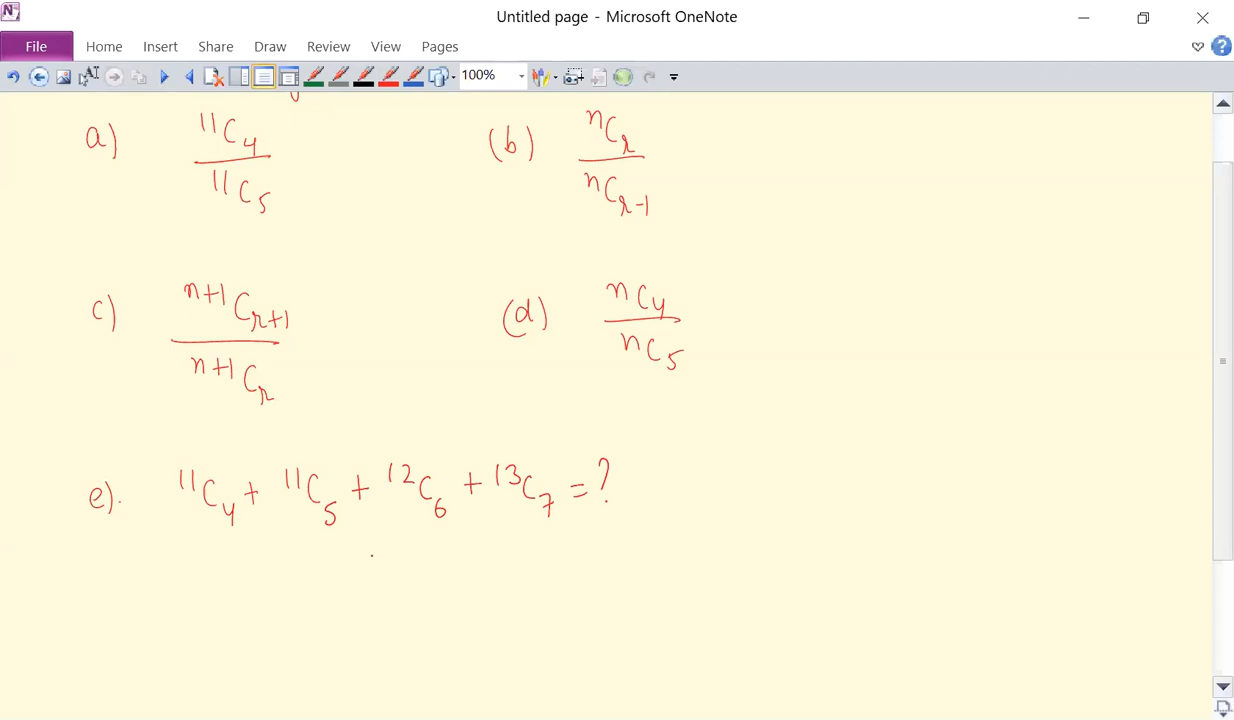 Untitled page - Microsoft OneNote
File Home Insert Share Draw Review View Pages
100%
a) ¹¹C₄ / ¹¹C₅ (b) ⁿCᵣ / ⁿCᵣ₋₁
c) ⁿ⁺¹Cᵣ₊₁ / ⁿ⁺¹Cᵣ (d) ⁿC₄ / ⁿC₅
e). ¹¹C₄ + ¹¹C₅ + ¹²C₆ + ¹³C₇ = ?